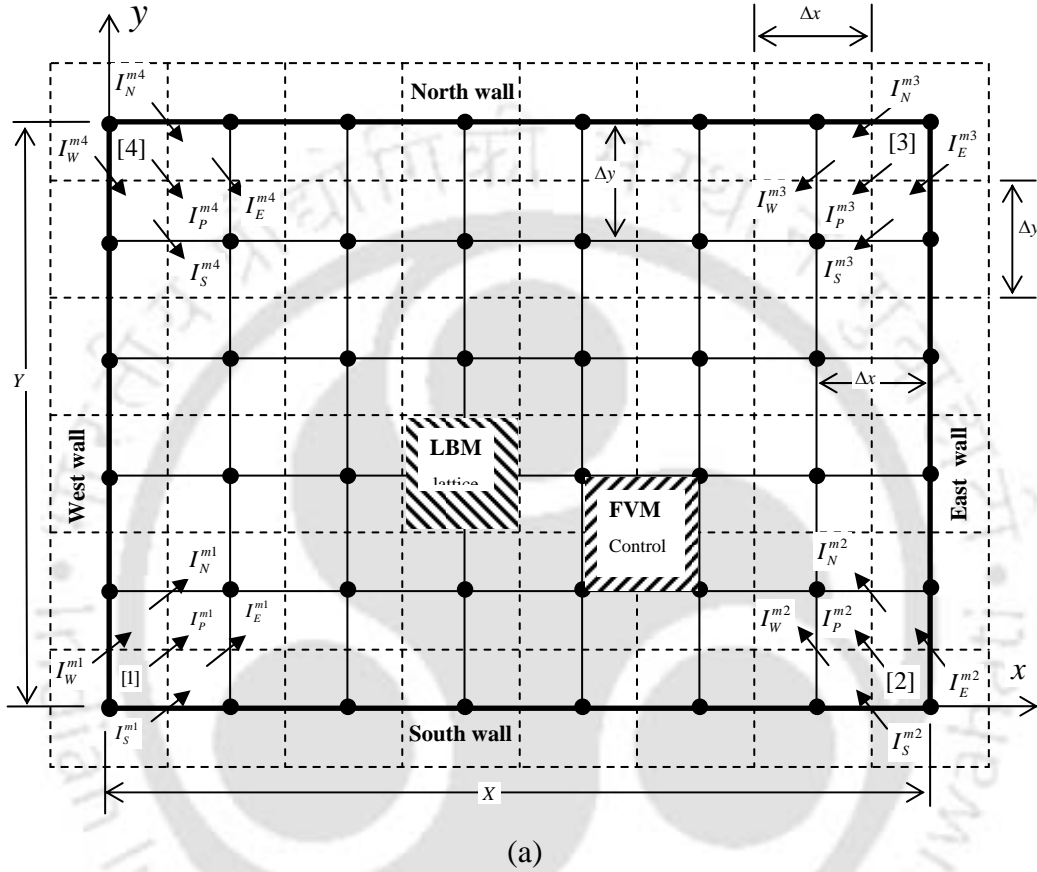 y
Δx
I_N^{m4}
North wall
I_N^{m3}
I_W^{m4}
[4]
[3]
I_E^{m3}
Δy
I_P^{m4}
I_E^{m4}
I_W^{m3}
I_P^{m3}
Δy
I_S^{m4}
I_S^{m3}
Y
Δx
West wall
LBM
lattice
East wall
FVM
Control
I_N^{m1}
I_N^{m2}
I_P^{m1}
I_E^{m1}
I_W^{m2}
I_P^{m2}
I_W^{m1}
[1]
[2]
I_E^{m2}
x
I_S^{m1}
South wall
I_S^{m2}
X
(a)